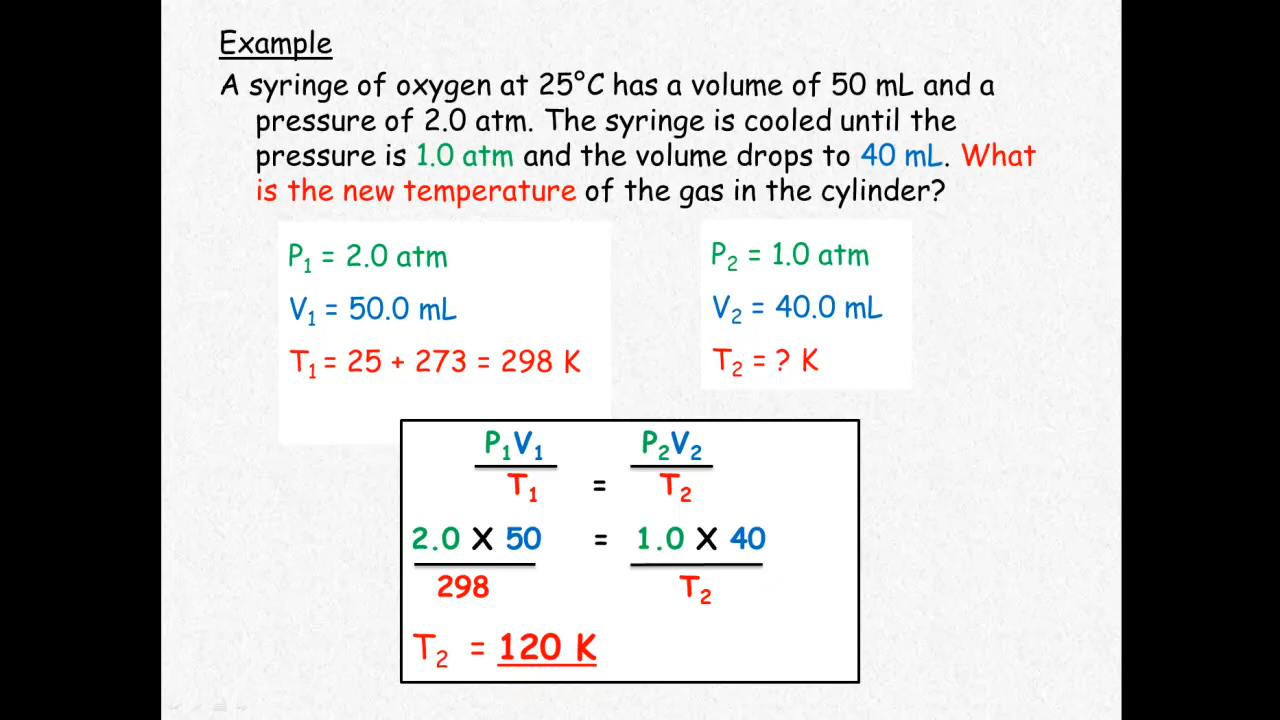 Example
A syringe of oxygen at 25°C has a volume of 50 mL and a
pressure of 2.0 atm. The syringe is cooled until the
pressure is 1.0 atm and the volume drops to 40 mL. What
is the new temperature of the gas in the cylinder?
P₁ = 2.0 atm
V₁ = 50.0 mL
T₁ = 25 + 273 = 298 K
P₂ = 1.0 atm
V₂ = 40.0 mL
T₂ = ? K
P₁V₁ = P₂V₂
T₁ T₂
2.0 X 50 = 1.0 X 40
298 T₂
T₂ = 120 K